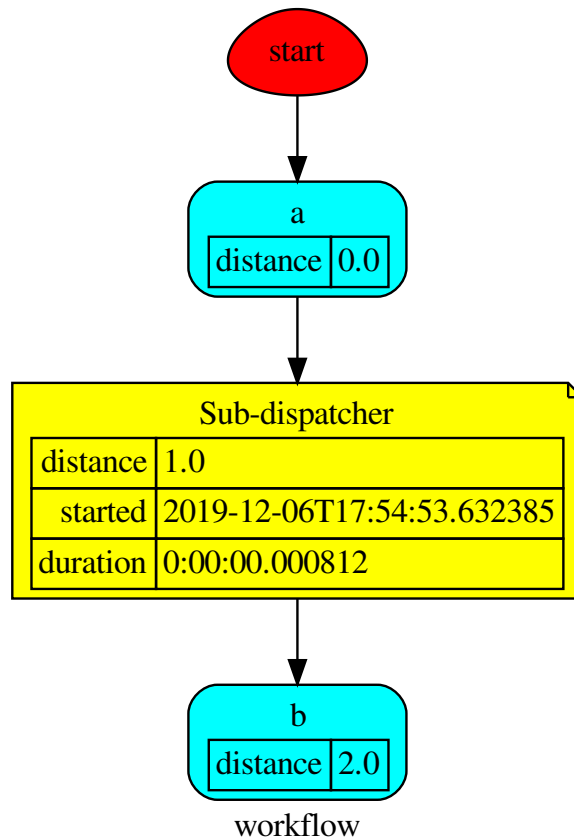 start
a
distance 0.0
Sub-dispatcher
distance 1.0
started 2019-12-06T17:54:53.632385
duration 0:00:00.000812
b
distance 2.0
workflow